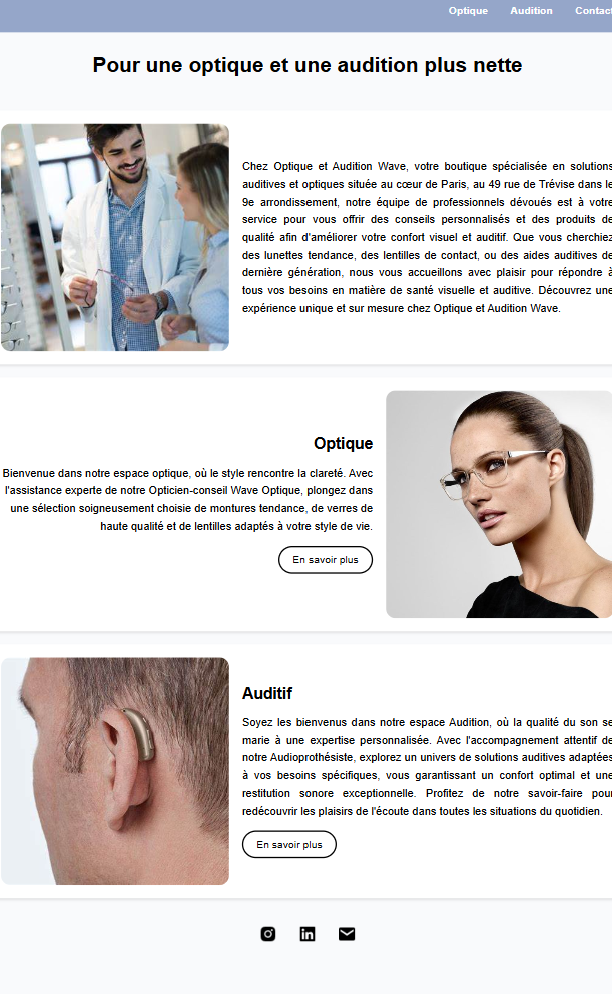 Optique Audition Contact
Pour une optique et une audition plus nette
Chez Optique et Audition Wave, votre boutique spécialisée en solutions
auditives et optiques située au cœur de Paris, au 49 rue de Trévise dans le
9e arrondissement, notre équipe de professionnels dévoués est à votre
service pour vous offrir des conseils personnalisés et des produits de
qualité afin d'améliorer votre confort visuel et auditif. Que vous cherchiez
des lunettes tendance, des lentilles de contact, ou des aides auditives de
dernière génération, nous vous accueillons avec plaisir pour répondre à
tous vos besoins en matière de santé visuelle et auditive. Découvrez une
expérience unique et sur mesure chez Optique et Audition Wave.
Optique
Bienvenue dans notre espace optique, où le style rencontre la clareté. Avec
l'assistance experte de notre Opticien-conseil Wave Optique, plongez dans
une sélection soigneusement choisie de montures tendance, de verres de
haute qualité et de lentilles adaptés à votre style de vie.
En savoir plus
Auditif
Soyez les bienvenus dans notre espace Audition, où la qualité du son se
marie à une expertise personnalisée. Avec l'accompagnement attentif de
notre Audioprothésiste, explorez un univers de solutions auditives adaptées
à vos besoins spécifiques, vous garantissant un confort optimal et une
restitution sonore exceptionnelle. Profitez de notre savoir-faire pour
redécouvrir les plaisirs de l'écoute dans toutes les situations du quotidien.
En savoir plus